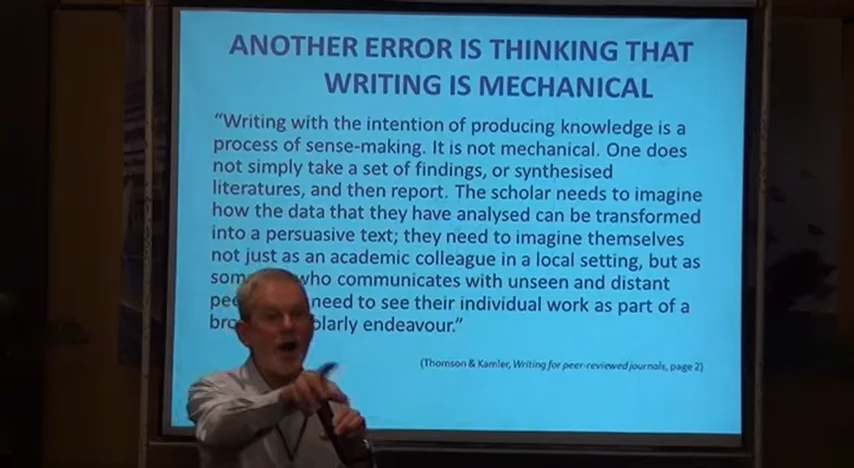 ANOTHER ERROR IS THINKING THAT
WRITING IS MECHANICAL
“Writing with the intention of producing knowledge is a
process of sense-making. It is not mechanical. One does
not simply take a set of findings, or synthesised
literatures, and then report. The scholar needs to imagine
how the data that they have analysed can be transformed
into a persuasive text; they need to imagine themselves
not just as an academic colleague in a local setting, but as
who communicates with unseen and distant
need to see their individual work as part of a
endeavour.”
(Thomson & Kamler, Writing for peer-reviewed journals, page 2)